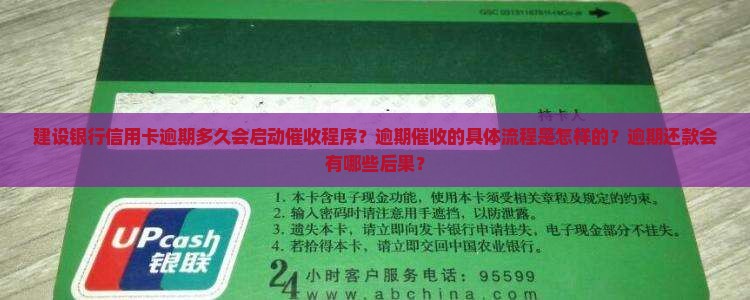 持卡人
建设银行信用卡逾期多久会启动催收程序？逾期催收的具体流程是怎样的？逾期还款会
有哪些后果？
1. 本卡含电子现金功能，使用本卡须受相关章程及规定的约束。
2. 输入密码时请注意用手遮挡，以防泄露。
3. 遗失本卡，请立即向发卡银行申请挂失，电子现金部分不挂失。
4. 若拾得本卡，请立即交回中国农业银行。
UPcash
银联
24小时客户服务电话：95599
www.abchina.com